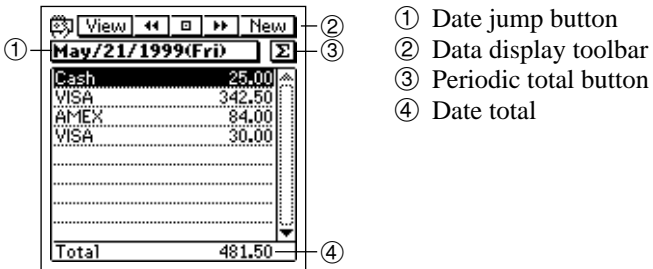 View ◀◀ ⊡ ▶▶ New ②
① May/21/1999(Fri) Σ ③
Cash 25.00
VISA 342.50
AMEX 84.00
VISA 30.00
Total 481.50 ④
① Date jump button
② Data display toolbar
③ Periodic total button
④ Date total